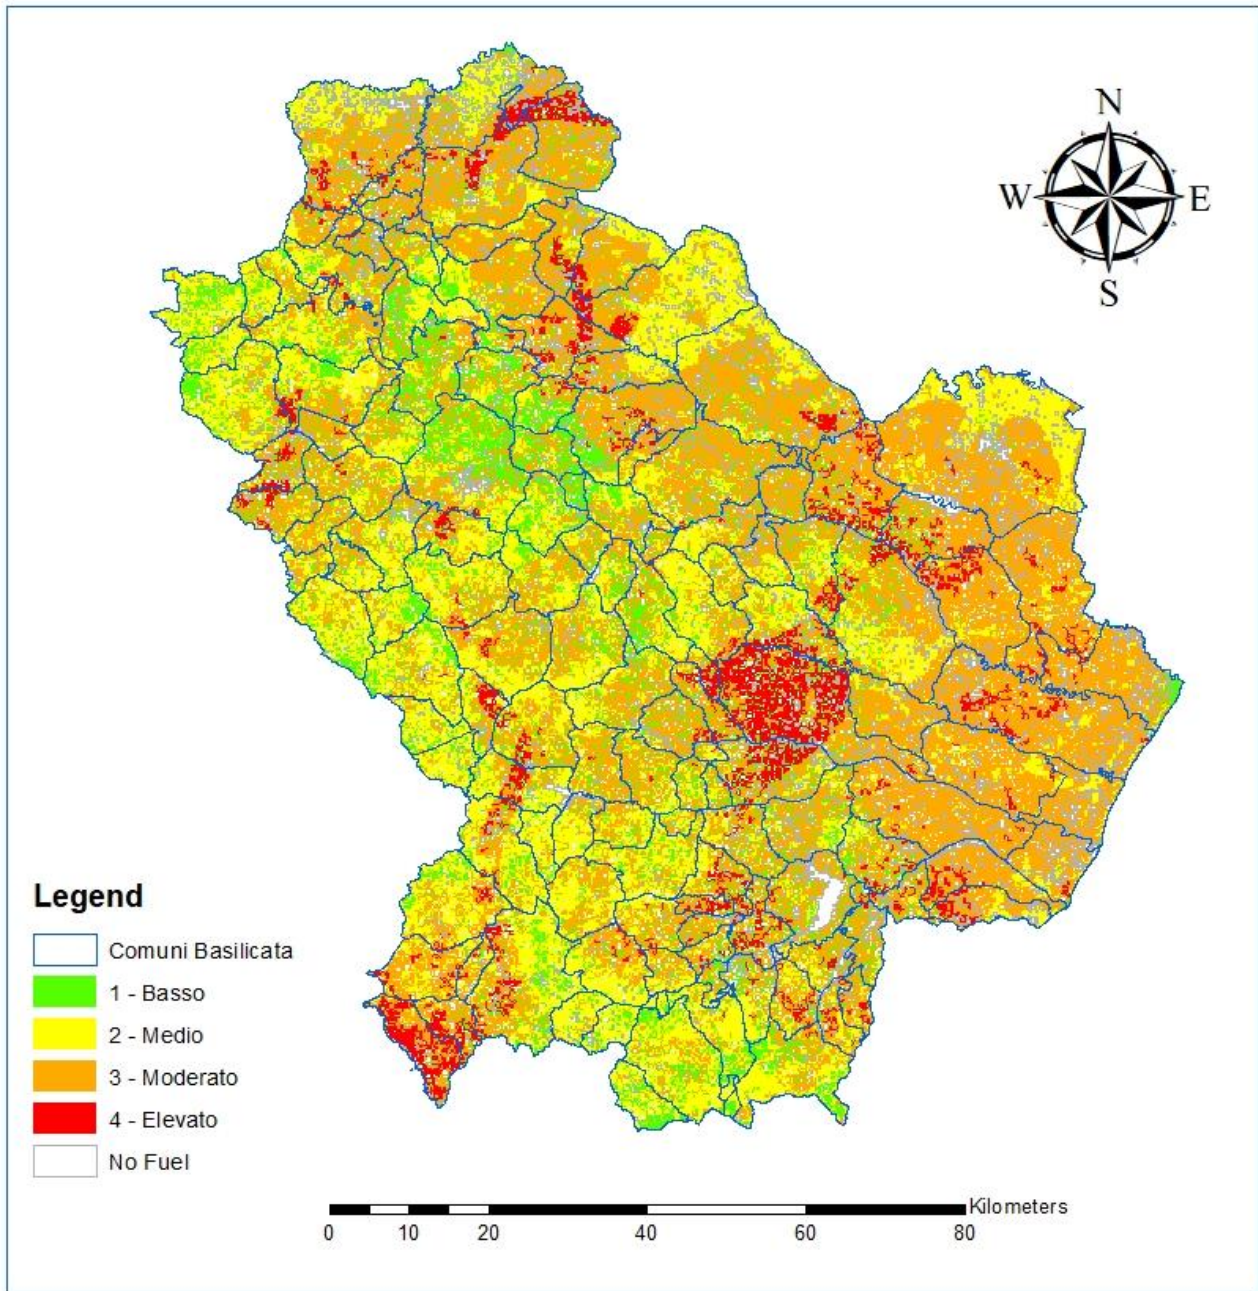 N
W
E
S
Legend
Comuni Basilicata
1 - Basso
2 - Medio
3 - Moderato
4 - Elevato
No Fuel
Kilometers
0 10 20 40 60 80